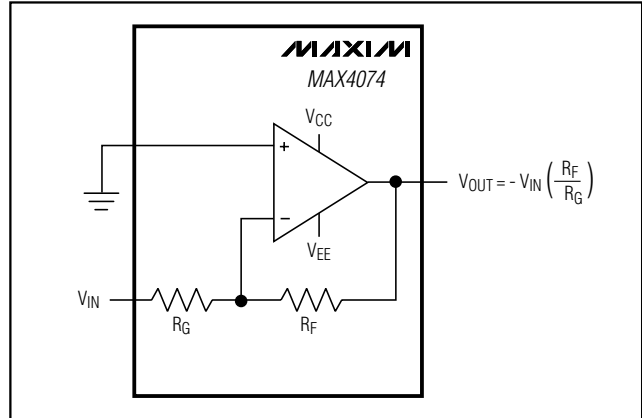 MAXIM
MAX4074
VCC
+
−
VEE
VOUT = - VIN (RF/RG)
VIN
RG
RF